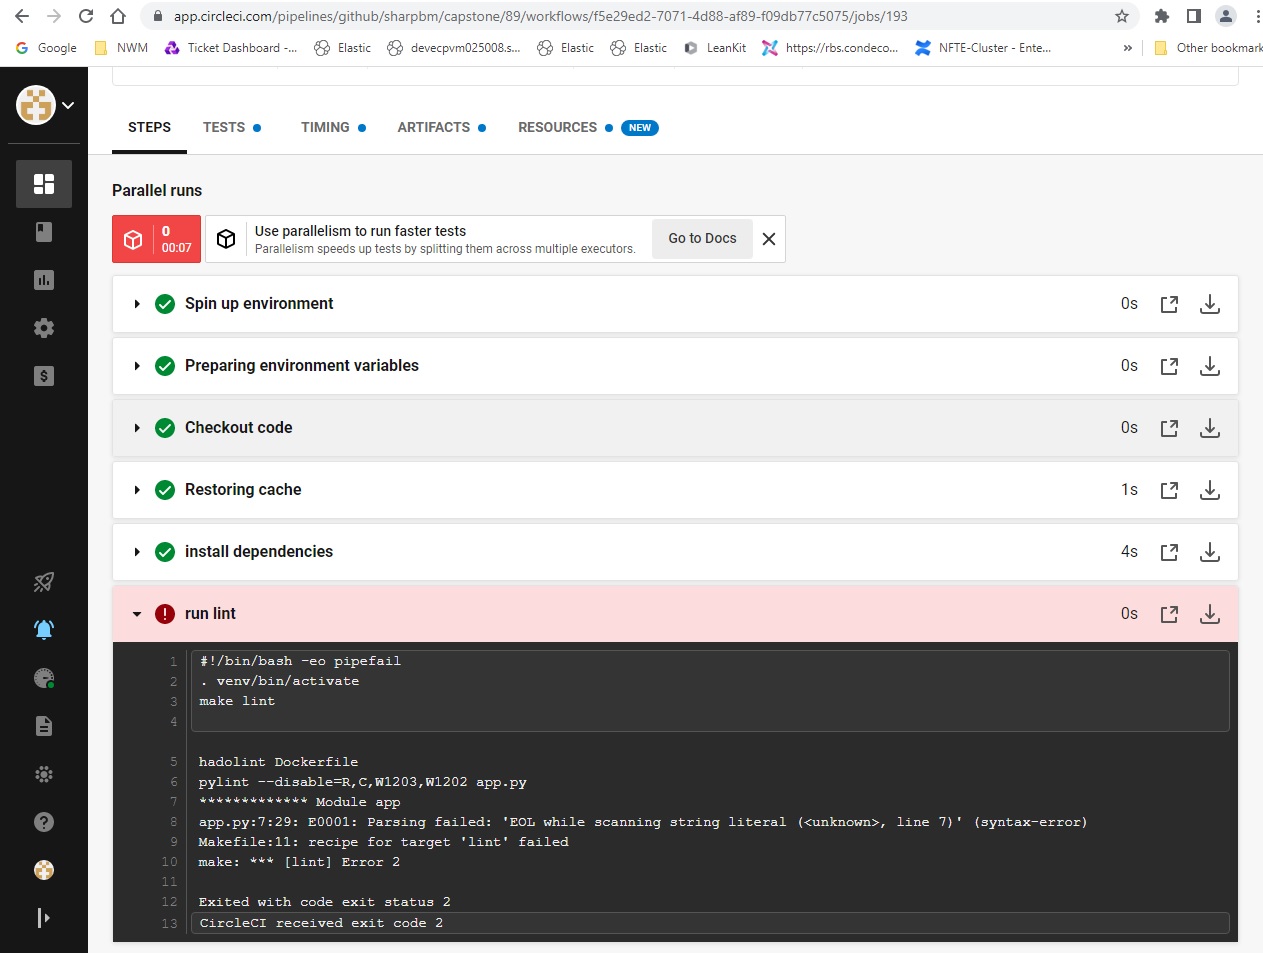 app.circleci.com/pipelines/github/sharpbm/capstone/89/workflows/f5e29ed2-7071-4d88-af89-f09db77c5075/jobs/193
Google NWM Ticket Dashboard -... Elastic devecpvm025008.s... Elastic Elastic LeanKit https://rbs.condeco... NFTE-Cluster - Ente... » Other bookmark
STEPS TESTS TIMING ARTIFACTS RESOURCES NEW
Parallel runs
0
00:07
Use parallelism to run faster tests
Parallelism speeds up tests by splitting them across multiple executors.
Go to Docs
Spin up environment 0s
Preparing environment variables 0s
Checkout code 0s
Restoring cache 1s
install dependencies 4s
run lint 0s
1 #!/bin/bash -eo pipefail
2 . venv/bin/activate
3 make lint
4
5 hadolint Dockerfile
6 pylint --disable=R,C,W1203,W1202 app.py
7 ************* Module app
8 app.py:7:29: E0001: Parsing failed: 'EOL while scanning string literal (<unknown>, line 7)' (syntax-error)
9 Makefile:11: recipe for target 'lint' failed
10 make: *** [lint] Error 2
11
12 Exited with code exit status 2
13 CircleCI received exit code 2